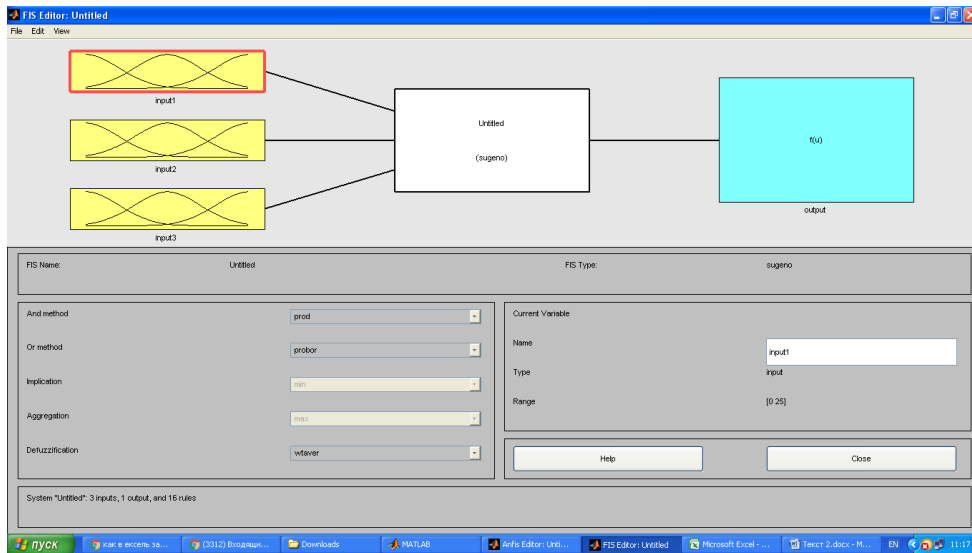 FIS Editor: Untitled
File Edit View
input1
input2
input3
Untitled
(sugeno)
f(u)
output
FIS Name: Untitled FIS Type: sugeno
And method prod
Or method probor
Implication min
Aggregation max
Defuzzification wtaver
Current Variable
Name input1
Type input
Range [0 25]
Help Close
System "Untitled": 3 inputs, 1 output, and 16 rules
пуск как в ексель за... (3312) Входящи... Downloads MATLAB Anfis Editor: Unti... FIS Editor: Untitled Microsoft Excel - ... Текст 2.docx - M... EN 11:17